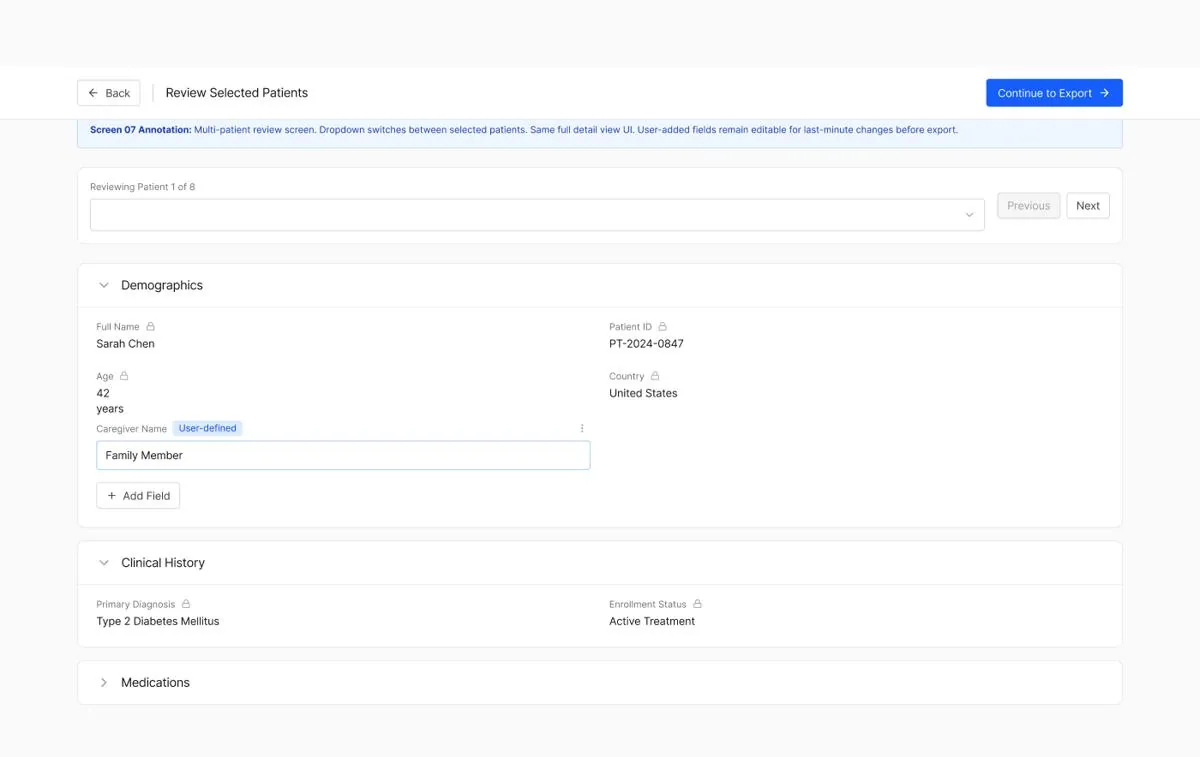 Back
Review Selected Patients
Continue to Export
Screen 07 Annotation: Multi-patient review screen. Dropdown switches between selected patients. Same full detail view UI. User-added fields remain editable for last-minute changes before export.
Reviewing Patient 1 of 8
Previous
Next
Demographics
Full Name
Patient ID
Sarah Chen
PT-2024-0847
Age
Country
42
United States
years
Caregiver Name
User-defined
Family Member
+ Add Field
Clinical History
Primary Diagnosis
Enrollment Status
Type 2 Diabetes Mellitus
Active Treatment
Medications